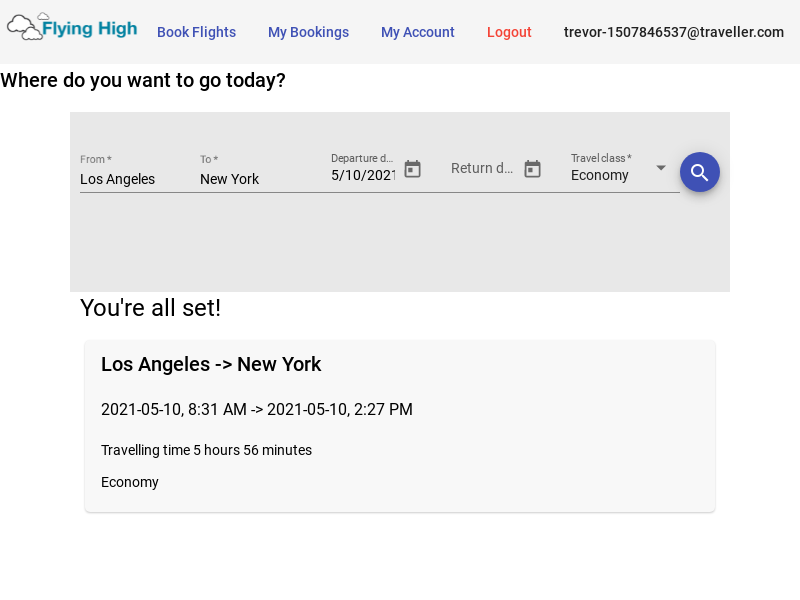 Flying High
Book Flights My Bookings My Account Logout trevor-1507846537@traveller.com
Where do you want to go today?
From * To * Departure d... Return d... Travel class *
Los Angeles New York 5/10/2021 Economy
You're all set!
Los Angeles -> New York
2021-05-10, 8:31 AM -> 2021-05-10, 2:27 PM
Travelling time 5 hours 56 minutes
Economy